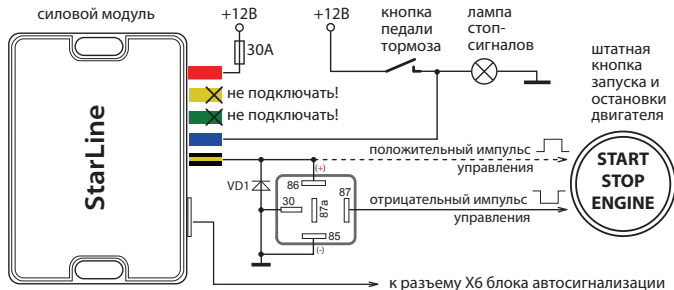 силовой модуль
+12В
+12В
кнопка
педали
тормоза
лампа
стоп-
сигналов
30А
штатная
кнопка
запуска и
остановки
двигателя
не подключать!
не подключать!
StarLine
положительный импульс
управления
START
STOP
ENGINE
VD1
86
(+)
87
30
87a
85
(-)
отрицательный импульс
управления
к разъему X6 блока автосигнализации